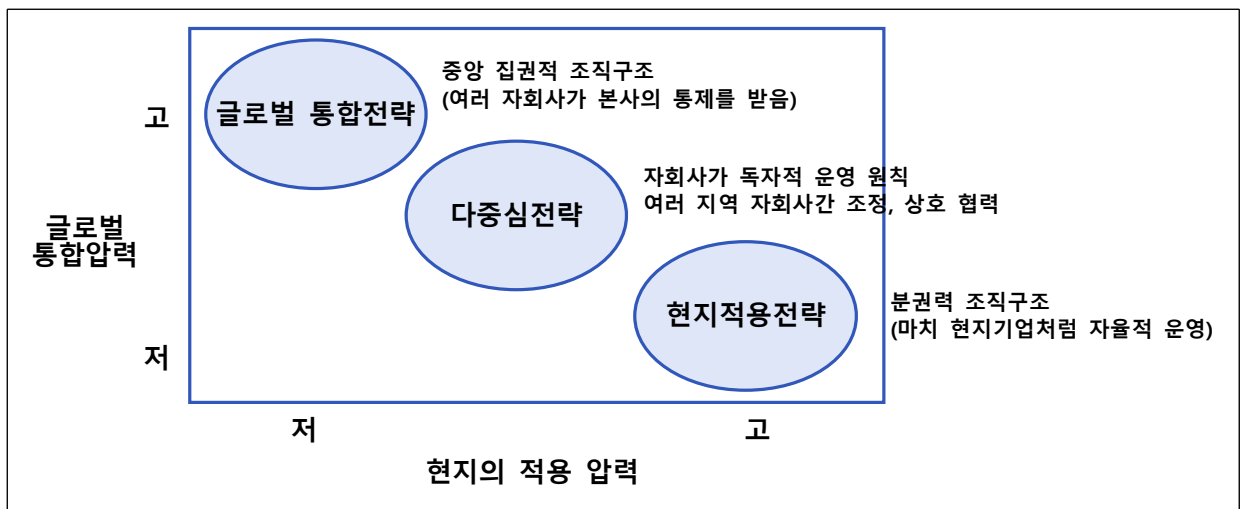 중앙 집권적 조직구조
(여러 자회사가 본사의 통제를 받음)
고
글로벌 통합전략
자회사가 독자적 운영 원칙
여러 지역 자회사간 조정, 상호 협력
다중심전략
글로벌
통합압력
분권력 조직구조
(마치 현지기업처럼 자율적 운영)
현지적용전략
저
저
고
현지의 적용 압력